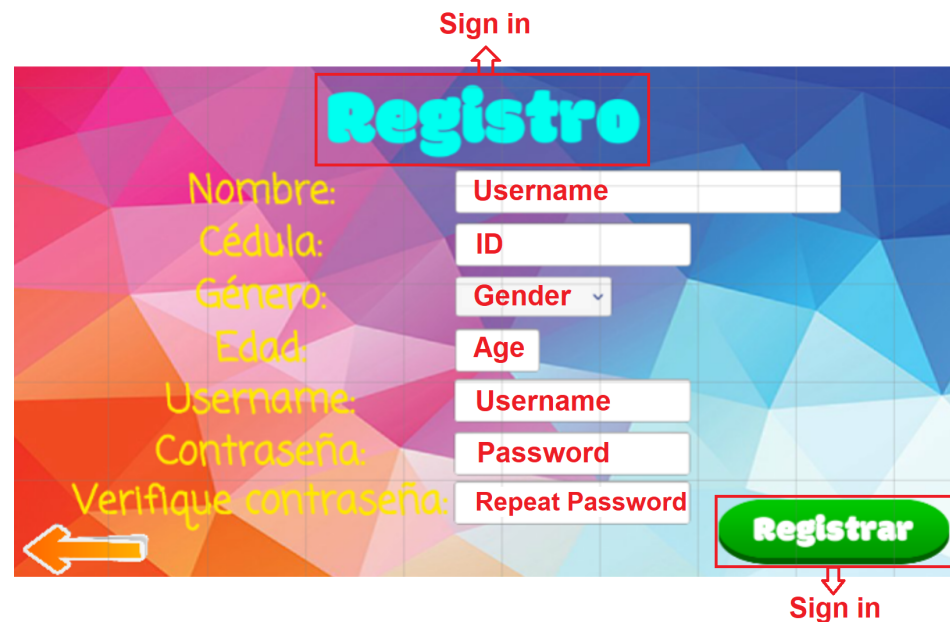 Sign in
Registro
Nombre: Username
Cédula: ID
Género: Gender
Edad: Age
Username: Username
Contraseña: Password
Verifique contraseña: Repeat Password
Registrar
Sign in